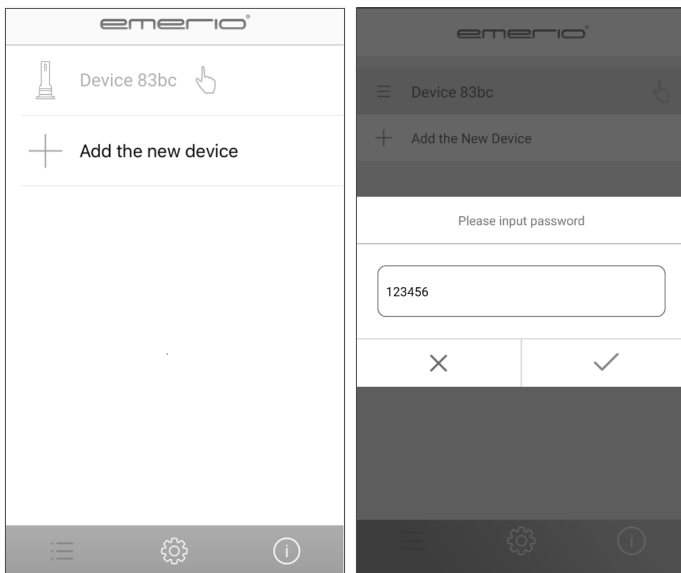 emerio®
Device 83bc
Add the new device
emerio®
Device 83bc
Add the New Device
Please input password
123456
i
i